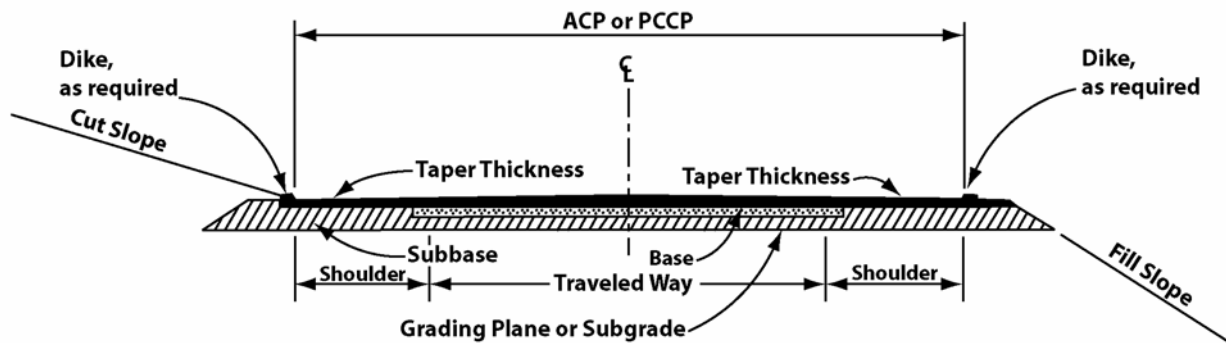 ACP or PCCP
℄
Dike,
as required
Dike,
as required
Cut Slope
Taper Thickness
Taper Thickness
Subbase
Base
Shoulder
Traveled Way
Shoulder
Fill Slope
Grading Plane or Subgrade